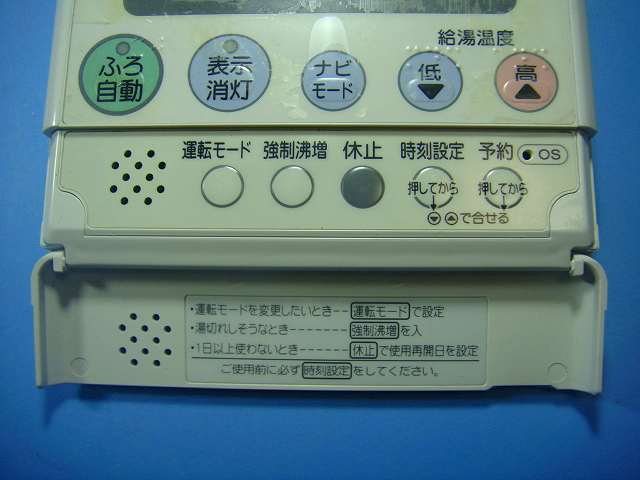 給湯温度
ふろ自動
表示消灯
ナビモード
低
高
運転モード 強制沸増 休止 時刻設定 予約 OS
押してから 押してから
で合せる
・運転モードを変更したいとき--運転モードで設定
・湯切れしそうなとき-------強制沸増を入
・1日以上使わないとき-----休止で使用再開日を設定
ご使用前に必ず時刻設定をしてください。